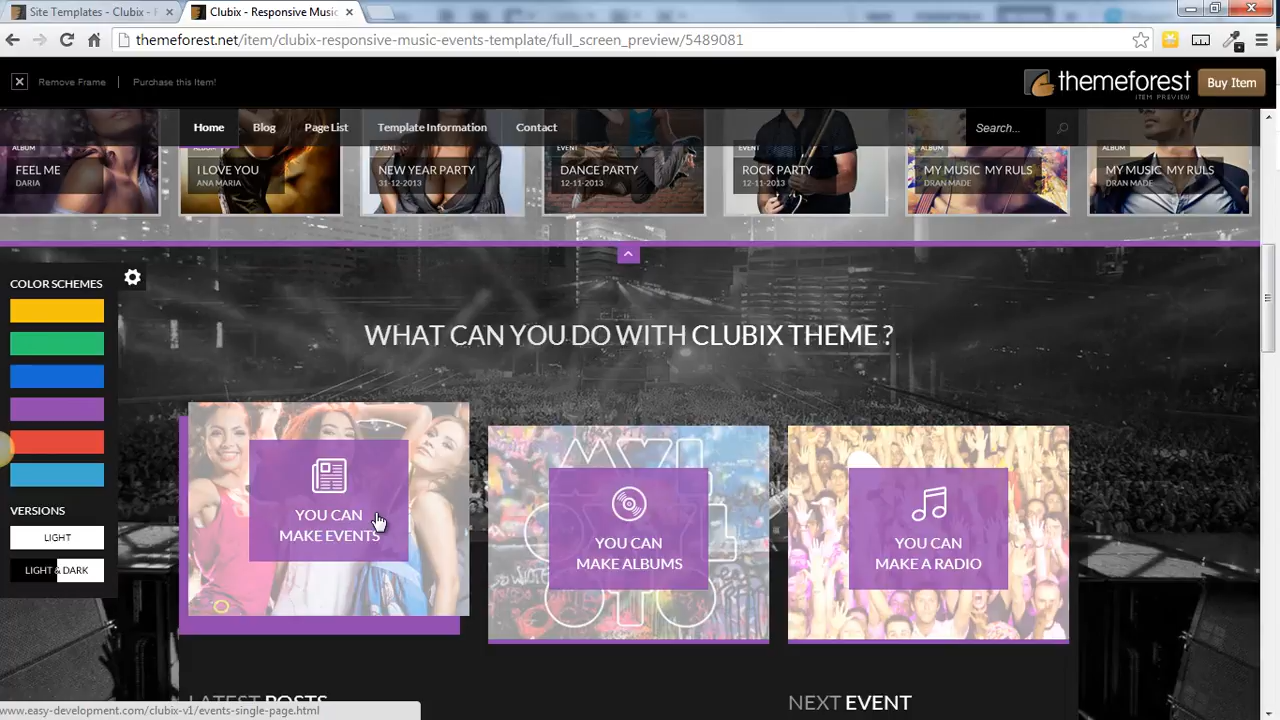 Site Templates - Clubix - F
Clubix - Responsive Music
themeforest.net/item/clubix-responsive-music-events-template/full_screen_preview/5489081
Remove Frame
Purchase this Item!
themeforest
ITEM PREVIEW
Buy Item
Home
Blog
Page List
Template Information
Contact
Search...
ALBUM
FEEL ME
DARIA
I LOVE YOU
ANA MARIA
EVENT
NEW YEAR PARTY
31-12-2013
EVENT
DANCE PARTY
12-11-2013
EVENT
ROCK PARTY
12-11-2013
ALBUM
MY MUSIC MY RULS
DRAN MADE
ALBUM
MY MUSIC MY RULS
DRAN MADE
COLOR SCHEMES
VERSIONS
LIGHT
LIGHT & DARK
WHAT CAN YOU DO WITH CLUBIX THEME ?
YOU CAN
MAKE EVENTS
YOU CAN
MAKE ALBUMS
YOU CAN
MAKE A RADIO
LATEST POSTS
NEXT EVENT
www.easy-development.com/clubix-v1/events-single-page.html